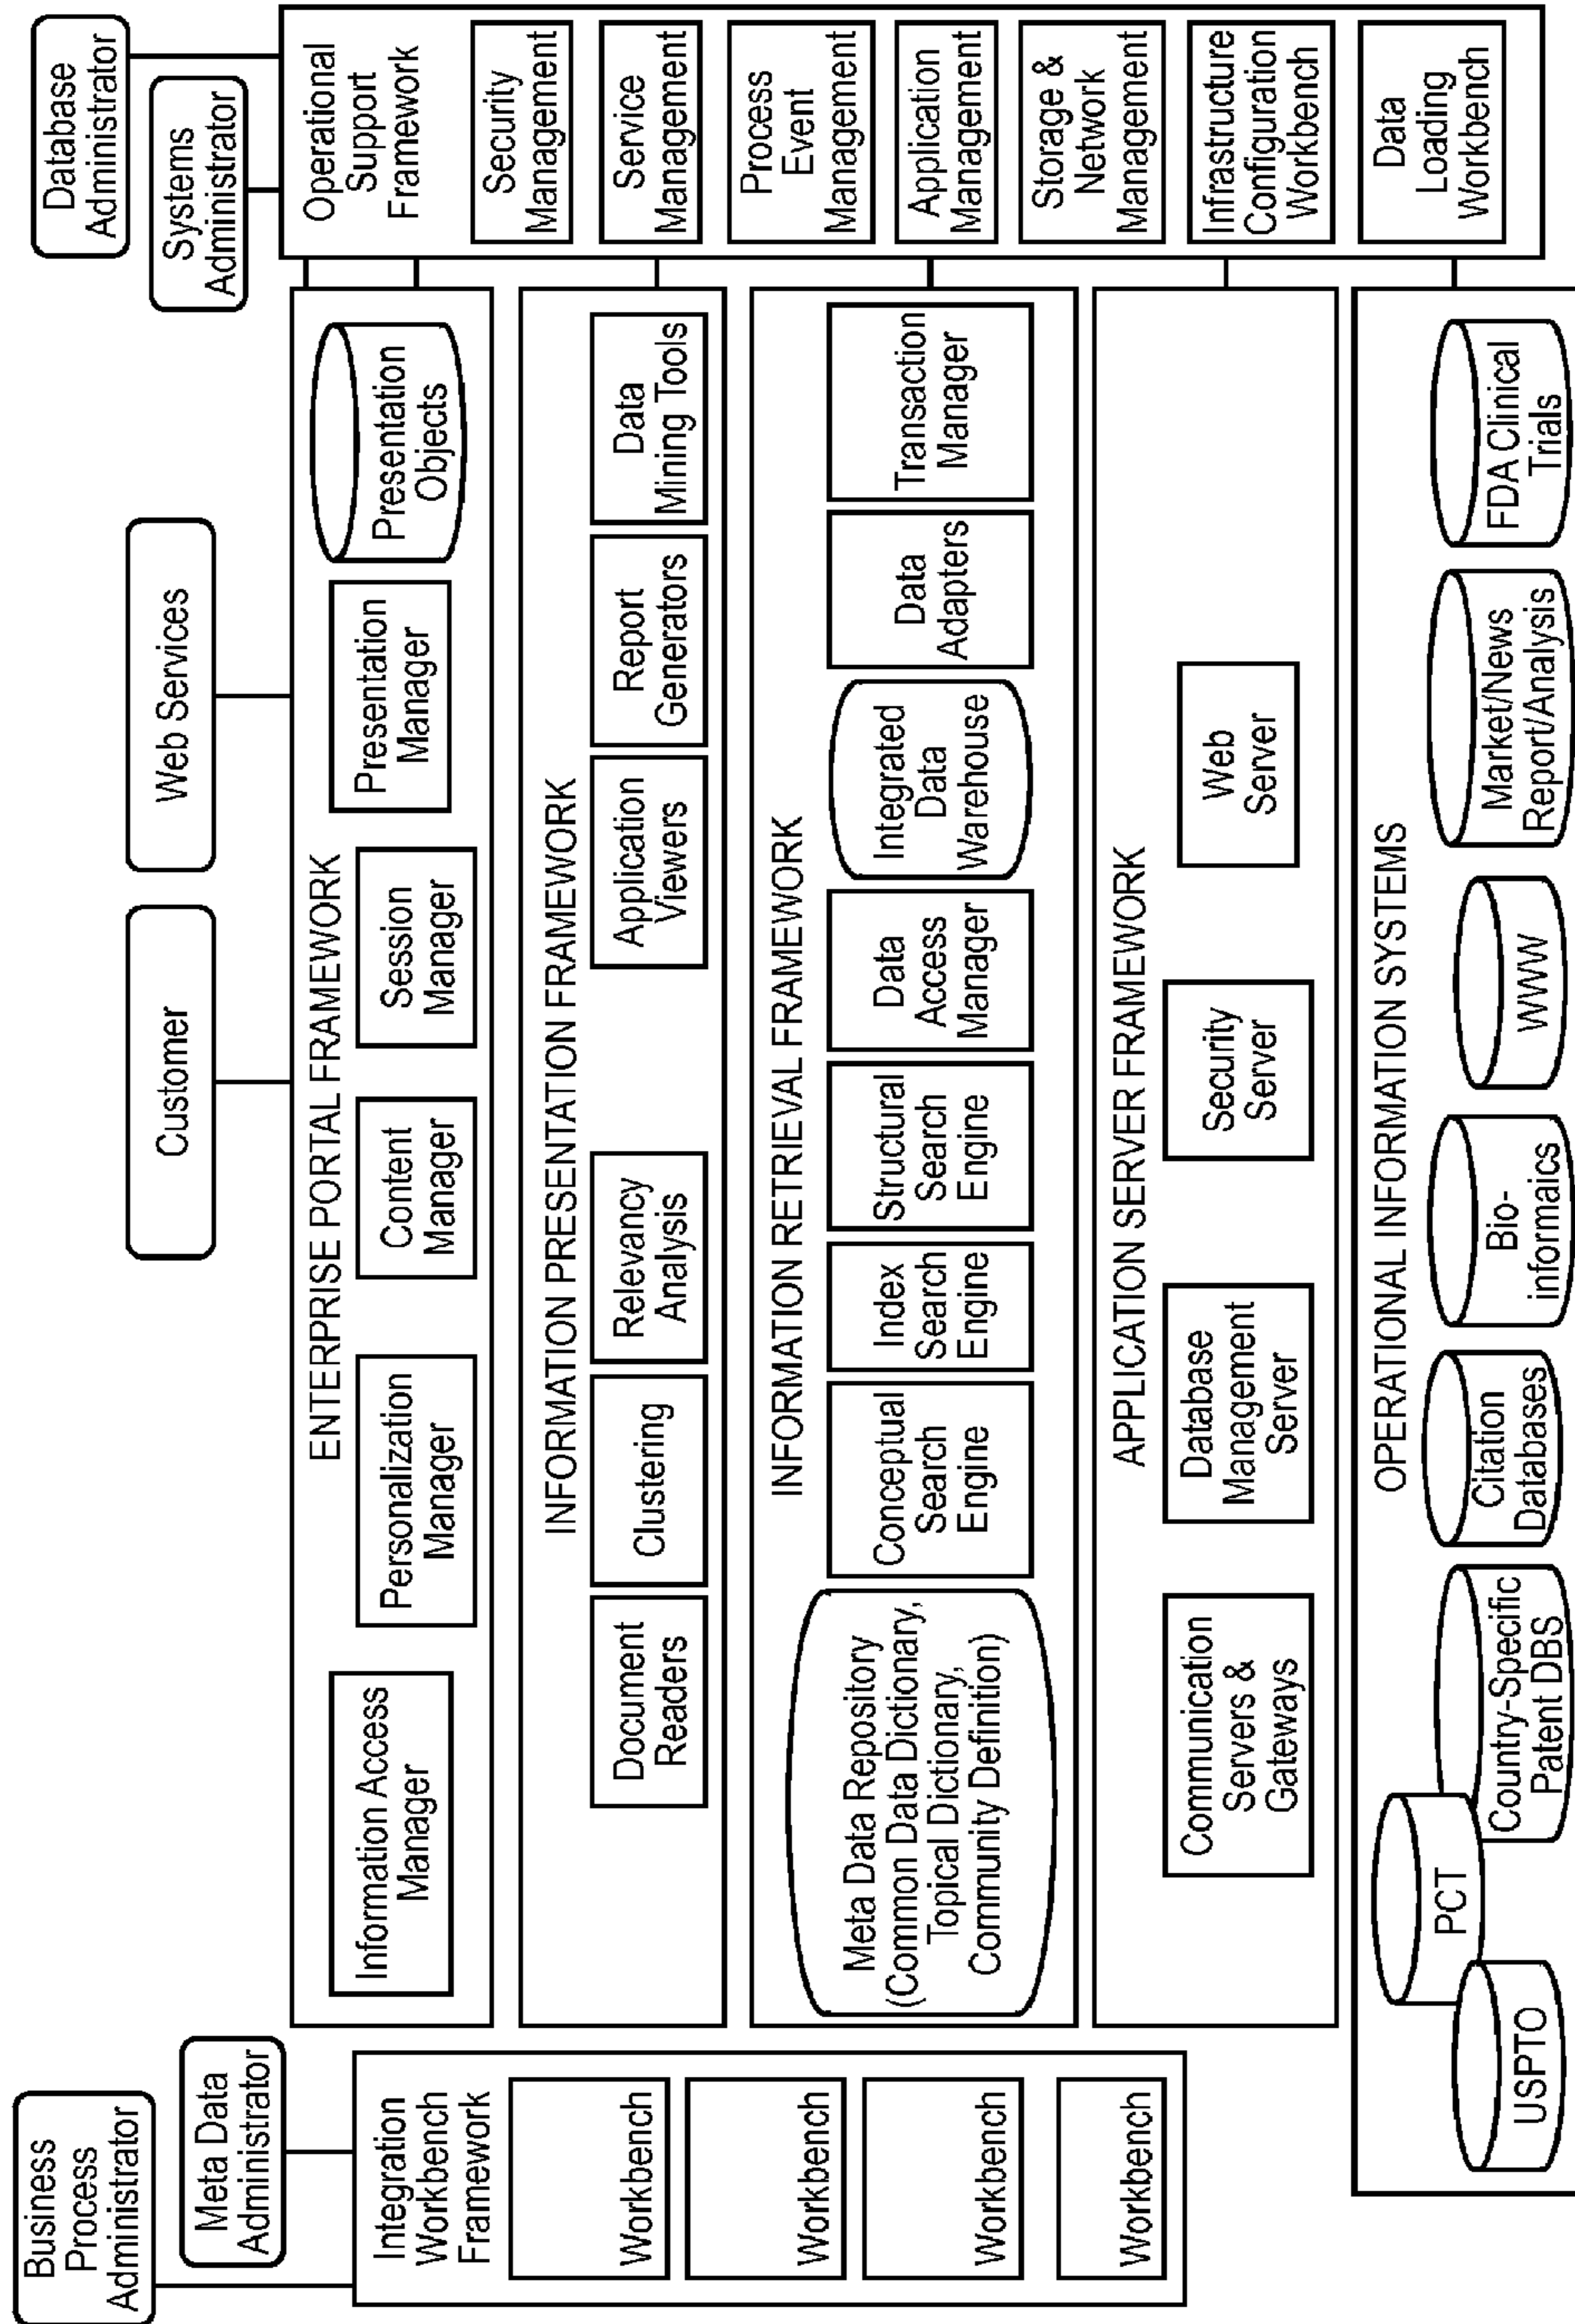 Business
Process
Administrator
Meta Data
Administrator
Integration
Workbench
Framework
Workbench
Workbench
Workbench
Workbench
Customer
Web Services
Database
Administrator
Systems
Administrator
ENTERPRISE PORTAL FRAMEWORK
Information Access
Manager
Personalization
Manager
Content
Manager
Session
Manager
Presentation
Manager
Presentation
Objects
INFORMATION PRESENTATION FRAMEWORK
Document
Readers
Clustering
Relevancy
Analysis
Application
Viewers
Report
Generators
Data
Mining Tools
INFORMATION RETRIEVAL FRAMEWORK
Meta Data Repository
(Common Data Dictionary,
Topical Dictionary,
Community Definition)
Conceptual
Search
Engine
Index
Search
Engine
Structural
Search
Engine
Data
Access
Manager
Integrated
Data
Warehouse
Data
Adapters
Transaction
Manager
APPLICATION SERVER FRAMEWORK
Communication
Servers &
Gateways
Database
Management
Server
Security
Server
Web
Server
OPERATIONAL INFORMATION SYSTEMS
USPTO
PCT
Country-Specific
Patent DBS
Citation
Databases
Bio-
informaics
WWW
Market/News
Report/Analysis
FDA Clinical
Trials
Operational
Support
Framework
Security
Management
Service
Management
Process
Event
Management
Application
Management
Storage &
Network
Management
Infrastructure
Configuration
Workbench
Data
Loading
Workbench